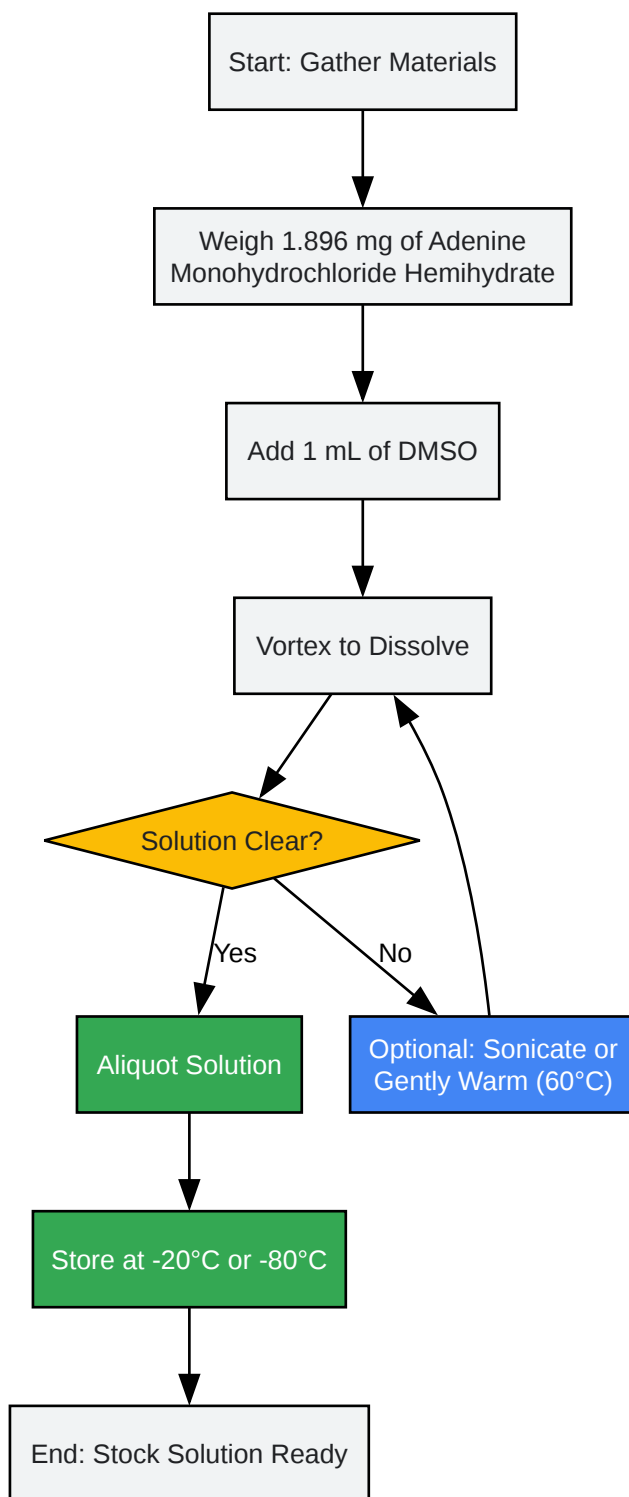 Start: Gather Materials
Weigh 1.896 mg of Adenine
Monohydrochloride Hemihydrate
Add 1 mL of DMSO
Vortex to Dissolve
Solution Clear?
Yes
No
Aliquot Solution
Optional: Sonicate or
Gently Warm (60°C)
Store at -20°C or -80°C
End: Stock Solution Ready